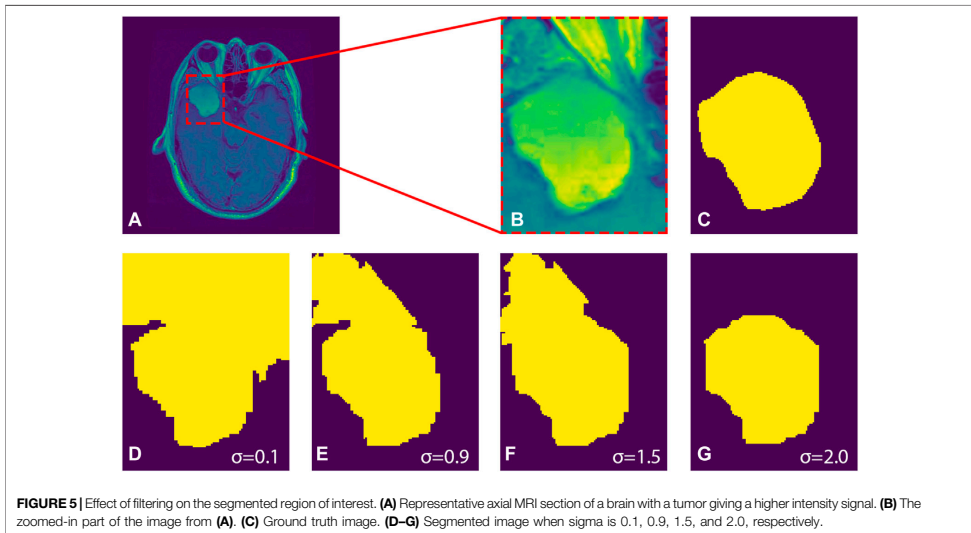 A
B
C
D
σ=0.1
E
σ=0.9
F
σ=1.5
G
σ=2.0
FIGURE 5 | Effect of filtering on the segmented region of interest. (A) Representative axial MRI section of a brain with a tumor giving a higher intensity signal. (B) The
zoomed-in part of the image from (A). (C) Ground truth image. (D–G) Segmented image when sigma is 0.1, 0.9, 1.5, and 2.0, respectively.